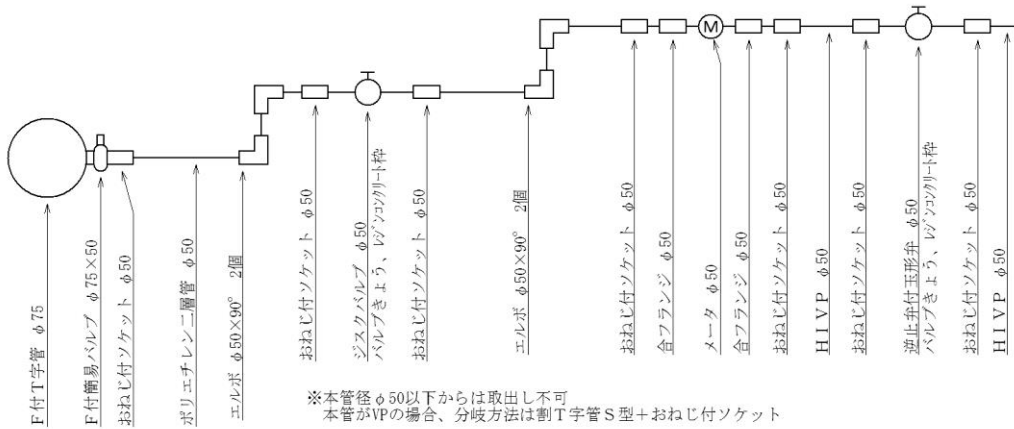 F付T字管 φ75
F付簡易バルブ φ75×50
おねじ付ソケット φ50
ポリエチレン二層管 φ50
エルボ φ50×90° 2個
おねじ付ソケット φ50
ジスクバルブ φ50
バルブきょう、レジンコンクリート枠
おねじ付ソケット φ50
エルボ φ50×90° 2個
おねじ付ソケット φ50
合フランジ φ50
M
メータ φ50
合フランジ φ50
おねじ付ソケット φ50
HIVP φ50
おねじ付ソケット φ50
逆止弁付玉形弁 φ50
バルブきょう、レジンコンクリート枠
おねじ付ソケット φ50
HIVP φ50
※本管径φ50以下からは取出し不可
本管がVPの場合、分岐方法は割T字管S型+おねじ付ソケット